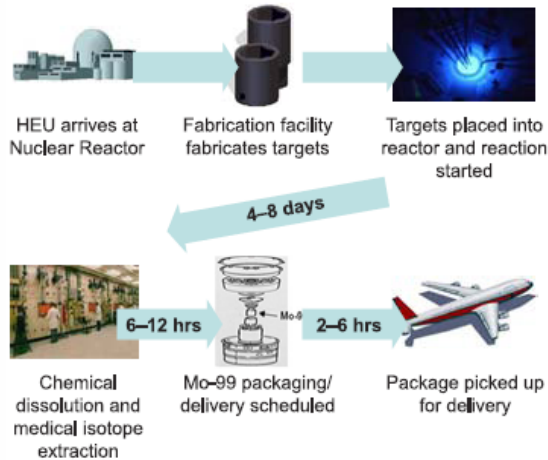 HEU arrives at
Nuclear Reactor
Fabrication facility
fabricates targets
Targets placed into
reactor and reaction
started
4–8 days
6–12 hrs
Mo-9
2–6 hrs
Chemical
dissolution and
medical isotope
extraction
Mo-99 packaging/
delivery scheduled
Package picked up
for delivery